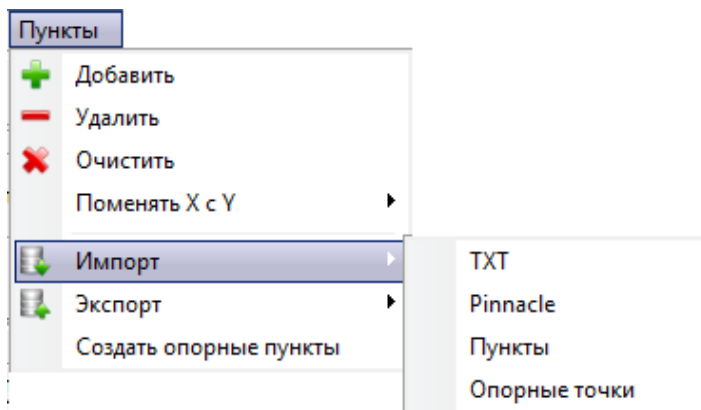 Пункты
Добавить
Удалить
Очистить
Поменять X с Y
Импорт
Экспорт
Создать опорные пункты
TXT
Pinnacle
Пункты
Опорные точки